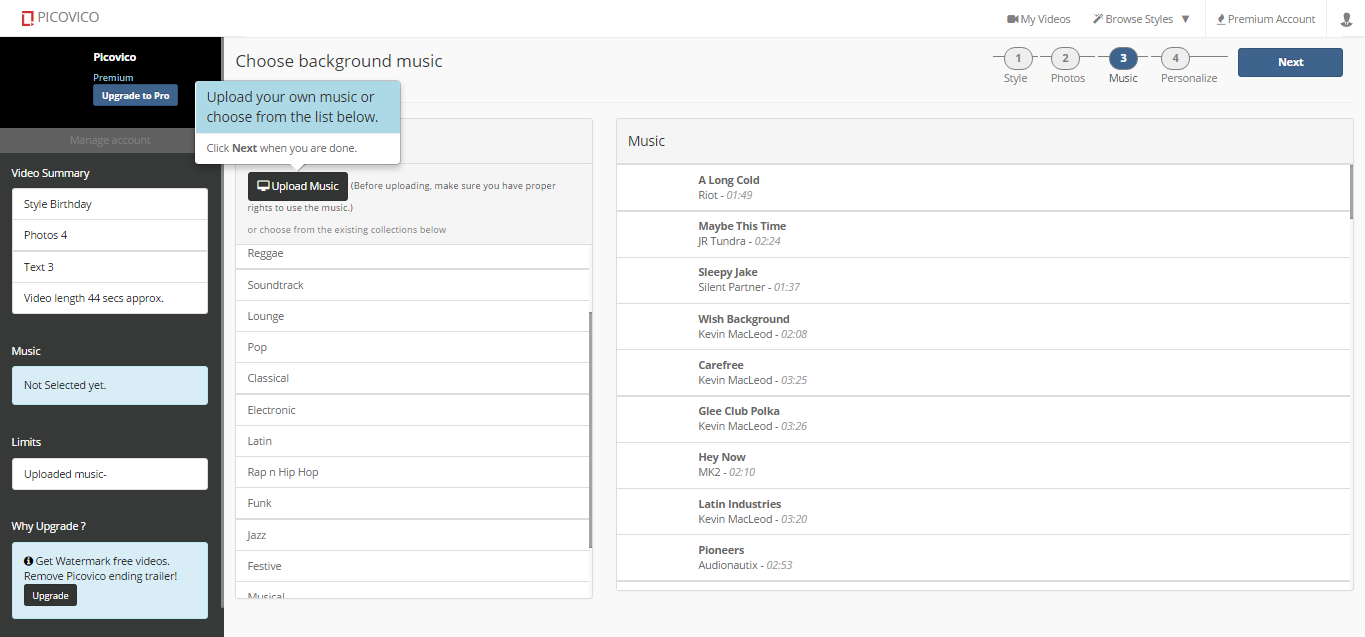 PICOVICO
My Videos
Browse Styles ▼
Premium Account
Picovico
Premium
Upgrade to Pro
Manage account
Video Summary
Style Birthday
Photos 4
Text 3
Video length 44 secs approx.
Music
Not Selected yet.
Limits
Uploaded music-
Why Upgrade ?
Get Watermark free videos.
Remove Picovico ending trailer!
Upgrade
Choose background music
1
Style
2
Photos
3
Music
4
Personalize
Next
Upload your own music or
choose from the list below.
Click Next when you are done.
Upload Music (Before uploading, make sure you have proper
rights to use the music.)
or choose from the existing collections below
Reggae
Soundtrack
Lounge
Pop
Classical
Electronic
Latin
Rap n Hip Hop
Funk
Jazz
Festive
Musical
Music
A Long Cold
Riot - 01:49
Maybe This Time
JR Tundra - 02:24
Sleepy Jake
Silent Partner - 01:37
Wish Background
Kevin MacLeod - 02:08
Carefree
Kevin MacLeod - 03:25
Glee Club Polka
Kevin MacLeod - 03:26
Hey Now
MK2 - 02:10
Latin Industries
Kevin MacLeod - 03:20
Pioneers
Audionautix - 02:53